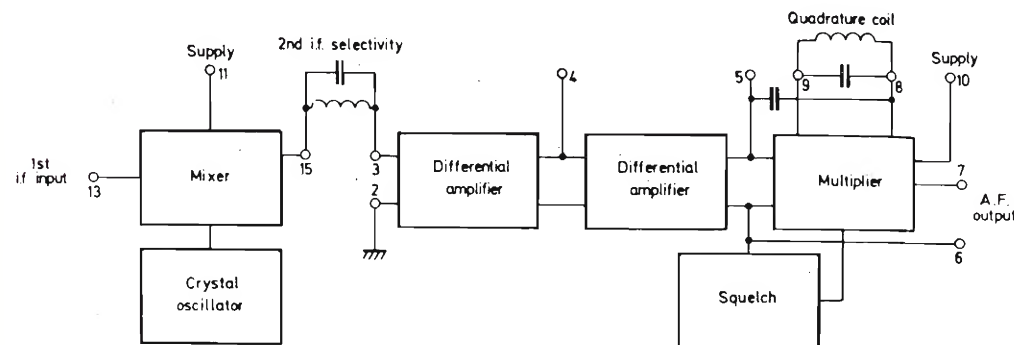 Quadrature coil
2nd i.f. selectivity
Supply
11
4
5
9
8
Supply
10
1st
i.f input
13
Mixer
15
3
2
Differential
amplifier
Differential
amplifier
Multiplier
7
A.F.
output
6
Crystal
oscillator
Squelch